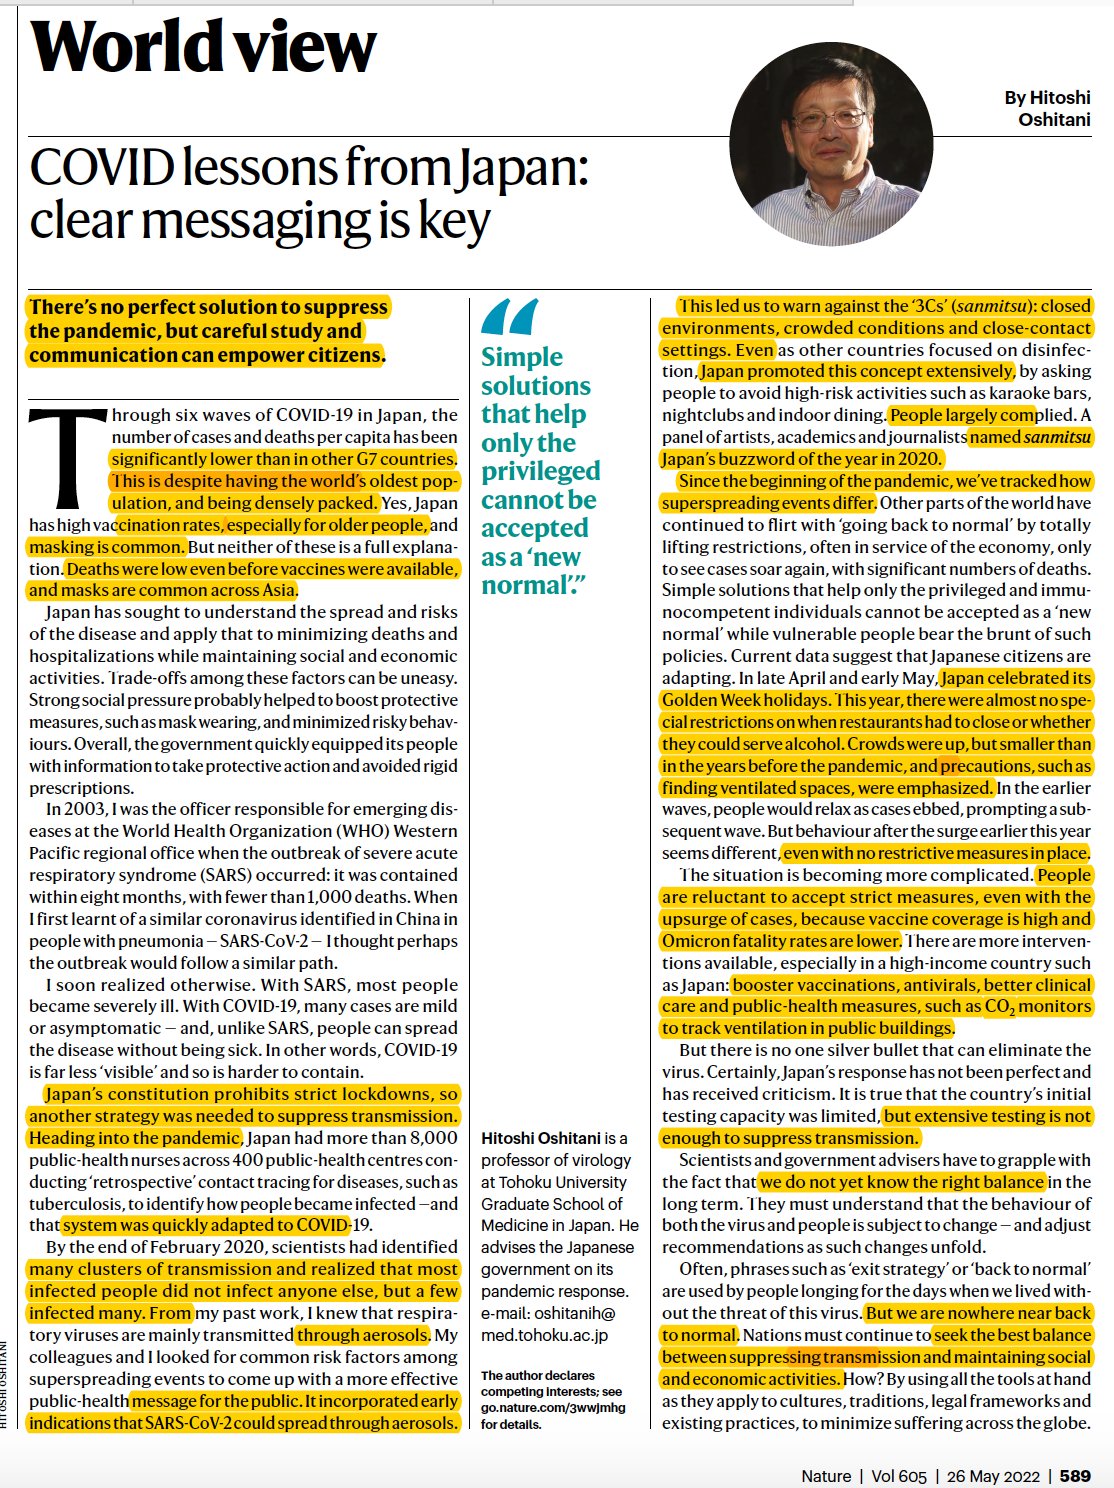 World view
By Hitoshi
Oshitani
COVID lessons from Japan:
clear messaging is key
There’s no perfect solution to suppress
the pandemic, but careful study and
communication can empower citizens.
Through six waves of COVID-19 in Japan, the
number of cases and deaths per capita has been
significantly lower than in other G7 countries.
This is despite having the world’s oldest pop-
ulation, and being densely packed. Yes, Japan
has high vaccination rates, especially for older people, and
masking is common. But neither of these is a full explana-
tion. Deaths were low even before vaccines were available,
and masks are common across Asia.
Japan has sought to understand the spread and risks
of the disease and apply that to minimizing deaths and
hospitalizations while maintaining social and economic
activities. Trade-offs among these factors can be uneasy.
Strong social pressure probably helped to boost protective
measures, such as mask wearing, and minimized risky behav-
iours. Overall, the government quickly equipped its people
with information to take protective action and avoided rigid
prescriptions.
In 2003, I was the officer responsible for emerging dis-
eases at the World Health Organization (WHO) Western
Pacific regional office when the outbreak of severe acute
respiratory syndrome (SARS) occurred: it was contained
within eight months, with fewer than 1,000 deaths. When
I first learnt of a similar coronavirus identified in China in
people with pneumonia — SARS-CoV-2 — I thought perhaps
the outbreak would follow a similar path.
I soon realized otherwise. With SARS, most people
became severely ill. With COVID-19, many cases are mild
or asymptomatic — and, unlike SARS, people can spread
the disease without being sick. In other words, COVID-19
is far less ‘visible’ and so is harder to contain.
Japan’s constitution prohibits strict lockdowns, so
another strategy was needed to suppress transmission.
Heading into the pandemic, Japan had more than 8,000
public-health nurses across 400 public-health centres con-
ducting ‘retrospective’ contact tracing for diseases, such as
tuberculosis, to identify how people became infected —and
that system was quickly adapted to COVID-19.
By the end of February 2020, scientists had identified
many clusters of transmission and realized that most
infected people did not infect anyone else, but a few
infected many. From my past work, I knew that respira-
tory viruses are mainly transmitted through aerosols. My
colleagues and I looked for common risk factors among
superspreading events to come up with a more effective
public-health message for the public. It incorporated early
indications that SARS-CoV-2 could spread through aerosols.
“
Simple
solutions
that help
only the
privileged
cannot be
accepted
as a ‘new
normal’.”
Hitoshi Oshitani is a
professor of virology
at Tohoku University
Graduate School of
Medicine in Japan. He
advises the Japanese
government on its
pandemic response.
e-mail: oshitanih@
med.tohoku.ac.jp
The author declares
competing interests; see
go.nature.com/3wwjmhg
for details.
This led us to warn against the ‘3Cs’ (sanmitsu): closed
environments, crowded conditions and close-contact
settings. Even as other countries focused on disinfec-
tion, Japan promoted this concept extensively, by asking
people to avoid high-risk activities such as karaoke bars,
nightclubs and indoor dining. People largely complied. A
panel of artists, academics and journalists named sanmitsu
Japan’s buzzword of the year in 2020.
Since the beginning of the pandemic, we’ve tracked how
superspreading events differ. Other parts of the world have
continued to flirt with ‘going back to normal’ by totally
lifting restrictions, often in service of the economy, only
to see cases soar again, with significant numbers of deaths.
Simple solutions that help only the privileged and immu-
nocompetent individuals cannot be accepted as a ‘new
normal’ while vulnerable people bear the brunt of such
policies. Current data suggest that Japanese citizens are
adapting. In late April and early May, Japan celebrated its
Golden Week holidays. This year, there were almost no spe-
cial restrictions on when restaurants had to close or whether
they could serve alcohol. Crowds were up, but smaller than
in the years before the pandemic, and precautions, such as
finding ventilated spaces, were emphasized. In the earlier
waves, people would relax as cases ebbed, prompting a sub-
sequent wave. But behaviour after the surge earlier this year
seems different, even with no restrictive measures in place.
The situation is becoming more complicated. People
are reluctant to accept strict measures, even with the
upsurge of cases, because vaccine coverage is high and
Omicron fatality rates are lower. There are more interven-
tions available, especially in a high-income country such
as Japan: booster vaccinations, antivirals, better clinical
care and public-health measures, such as CO₂ monitors
to track ventilation in public buildings.
But there is no one silver bullet that can eliminate the
virus. Certainly, Japan’s response has not been perfect and
has received criticism. It is true that the country’s initial
testing capacity was limited, but extensive testing is not
enough to suppress transmission.
Scientists and government advisers have to grapple with
the fact that we do not yet know the right balance in the
long term. They must understand that the behaviour of
both the virus and people is subject to change — and adjust
recommendations as such changes unfold.
Often, phrases such as ‘exit strategy’ or ‘back to normal’
are used by people longing for the days when we lived with-
out the threat of this virus. But we are nowhere near back
to normal. Nations must continue to seek the best balance
between suppressing transmission and maintaining social
and economic activities. How? By using all the tools at hand
as they apply to cultures, traditions, legal frameworks and
existing practices, to minimize suffering across the globe.
HITOSHI OSHITANI
Nature | Vol 605 | 26 May 2022 | 589